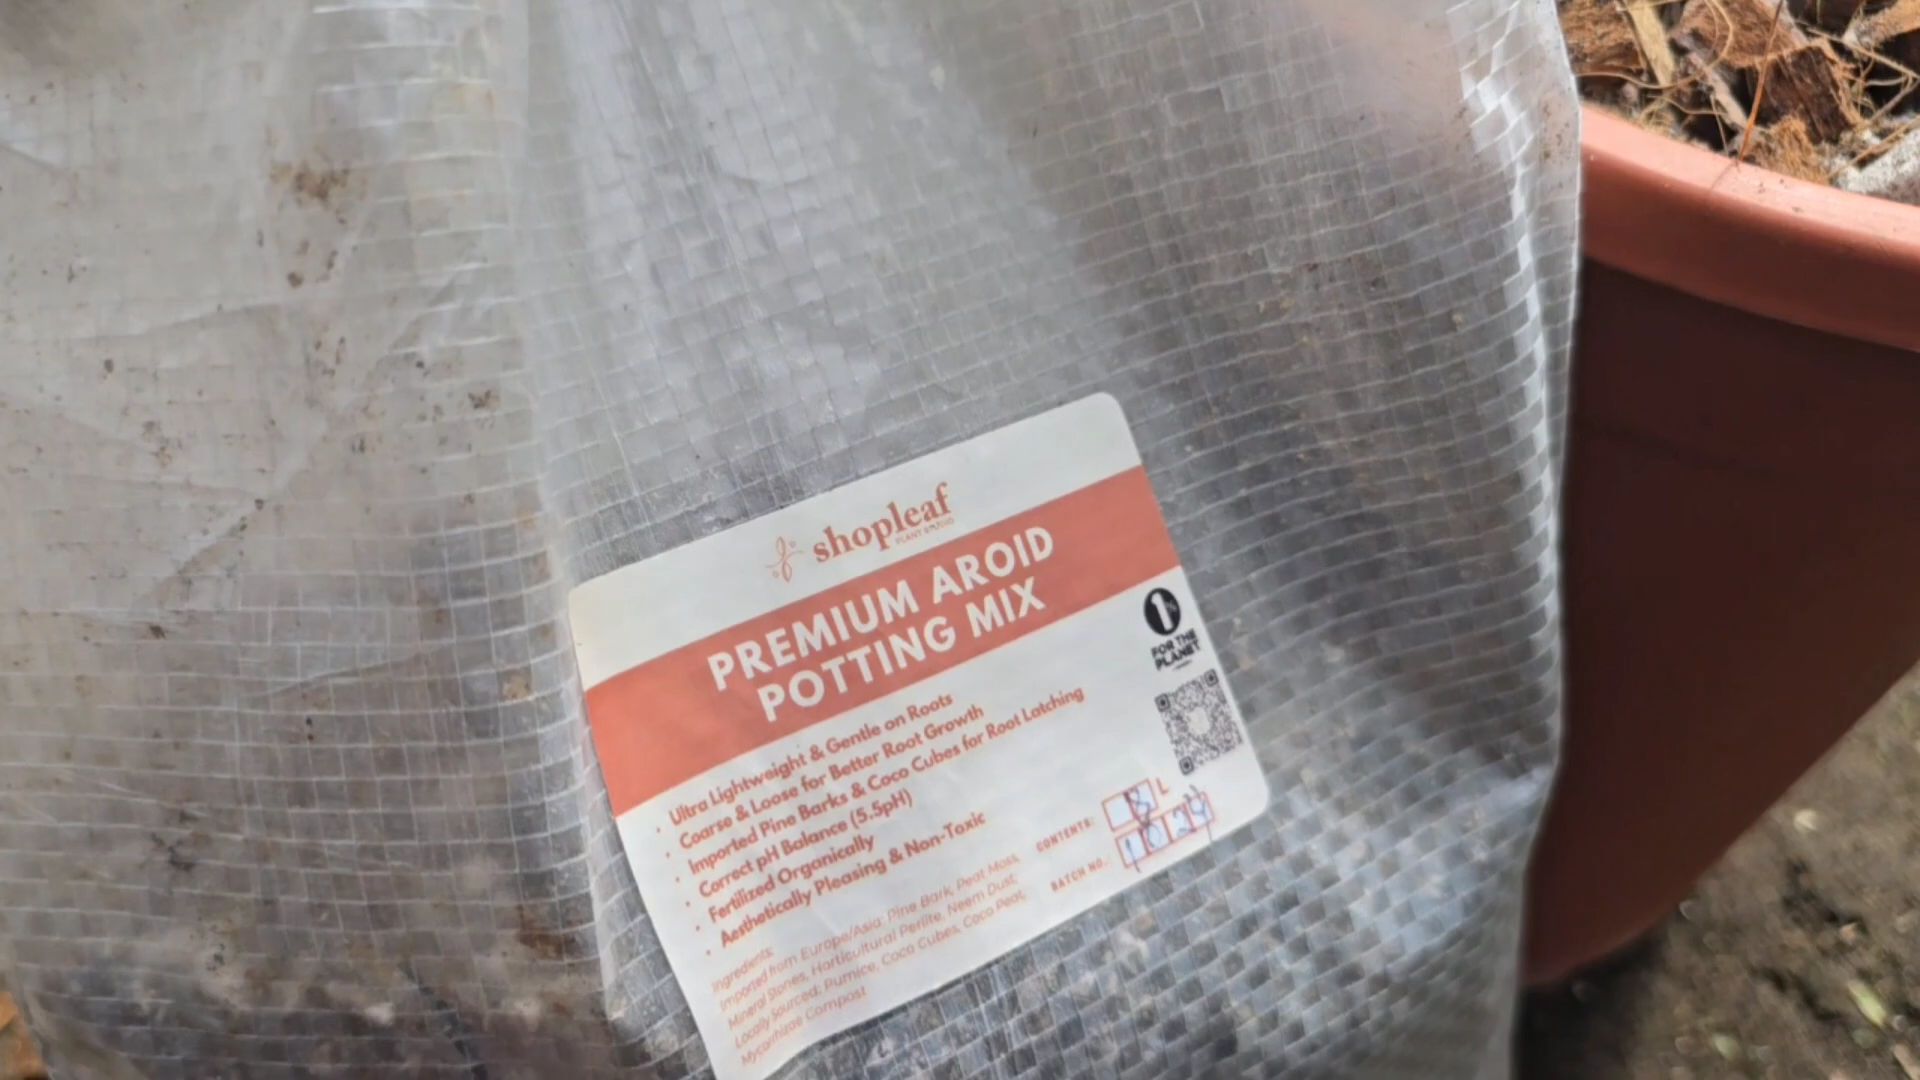 shopleaf
PLANT STUDIO
PREMIUM AROID
POTTING MIX
1%
FOR THE
PLANET
· Ultra Lightweight & Gentle on Roots
· Coarse & Loose for Better Root Growth
· Imported Pine Barks & Coco Cubes for Root Latching
· Correct pH Balance (5.5pH)
· Fertilized Organically
· Aesthetically Pleasing & Non-Toxic
Ingredients:
Imported from Europe/Asia: Pine Bark, Peat Moss,
Mineral Stones, Horticultural Perlite, Neem Dust,
Locally Sourced: Pumice, Coco Cubes, Coco Peat,
Mycorrhizae Compost
CONTENTS: L
BATCH NO.: 1024